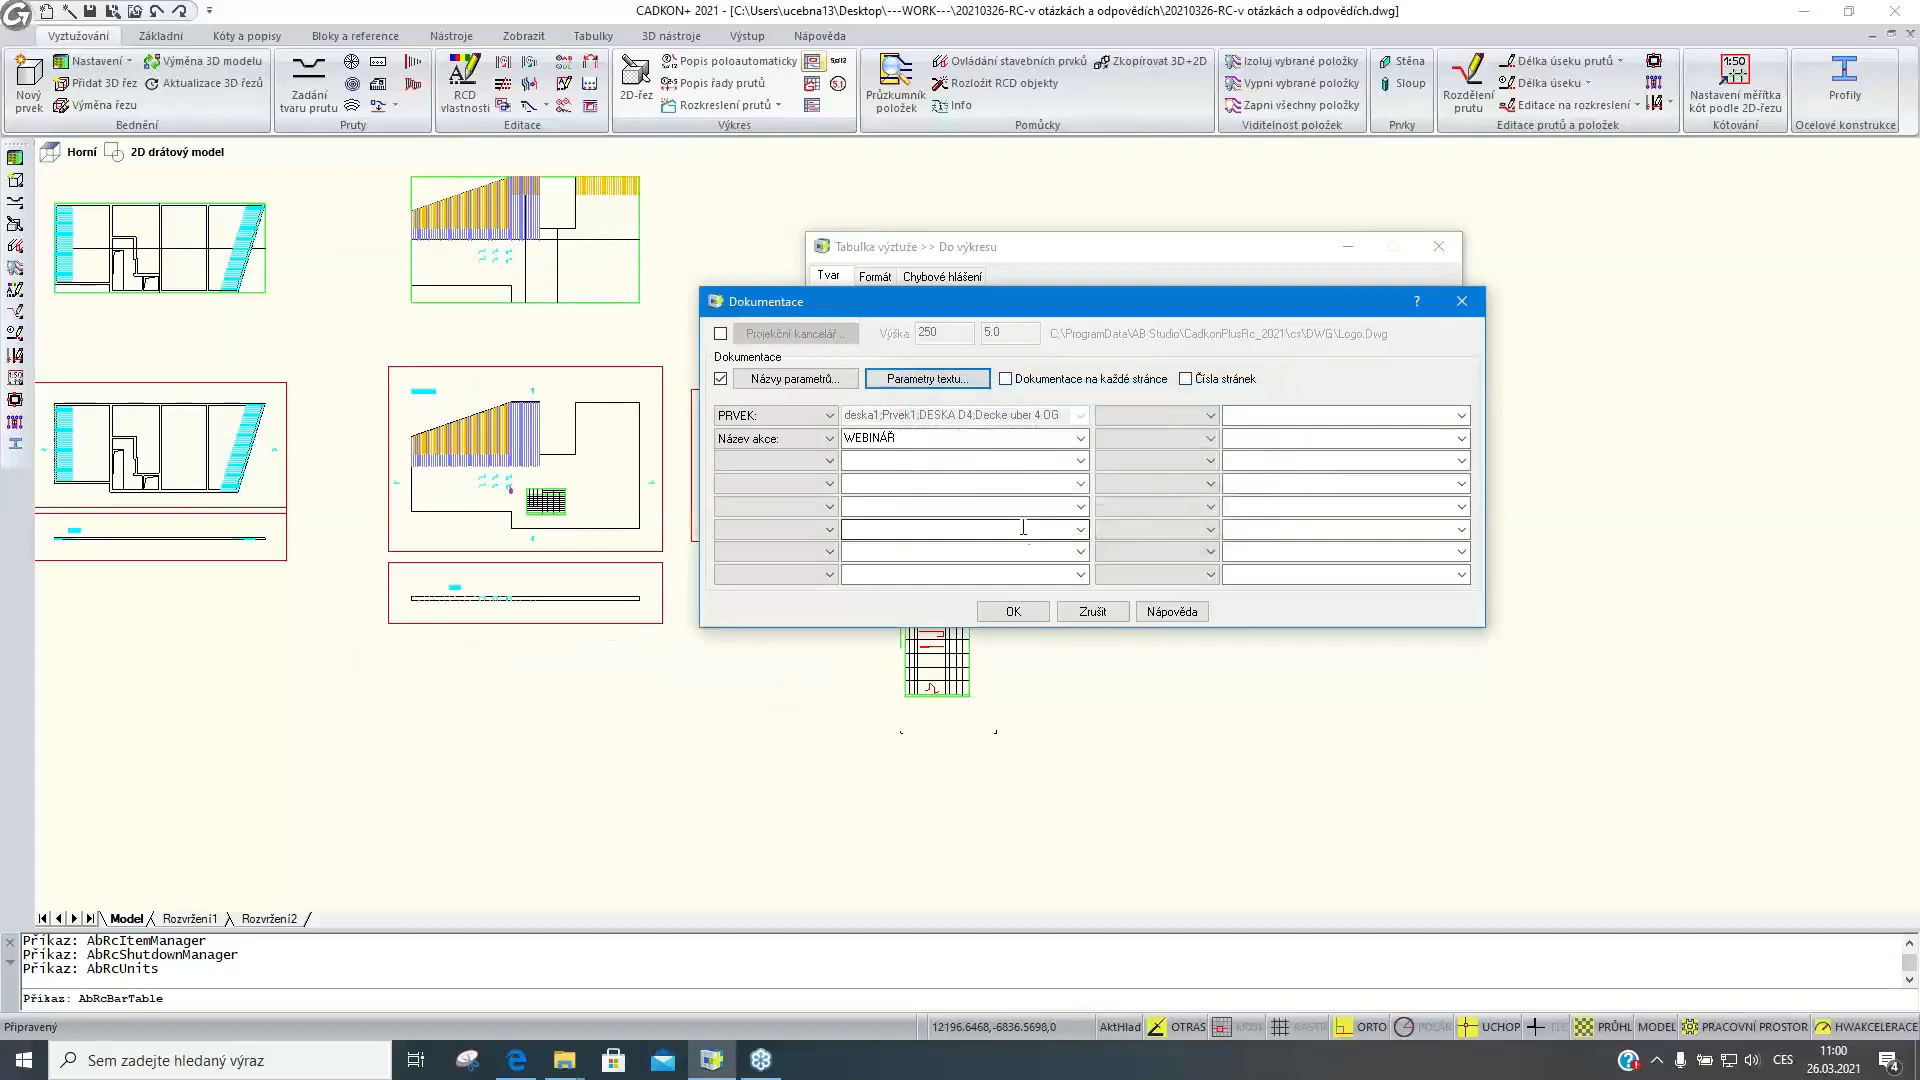 CADKON+ 2021 - [C:\Users\ucebna13\Desktop\---WORK---\20210326-RC-v otázkách a odpovědích\20210326-RC-v otázkách a odpovědích.dwg]
Vyztužování Základní Kóty a popisy Bloky a reference Nástroje Zobrazit Tabulky 3D nástroje Výstup Nápověda
Nový prvek
Nastavení
Přidat 3D řez
Výměna řezu
Výměna 3D modelu
Aktualizace 3D řezů
Bednění
Zadání tvaru prutu
Pruty
RCD vlastnosti
Editace
2D-řez
Popis poloautomaticky
Popis řady prutů
Rozkreslení prutů
Výkres
Průzkumník položek
Ovládání stavebních prvků
Rozložit RCD objekty
Info
Zkopírovat 3D+2D
Pomůcky
Izoluj vybrané položky
Vypni vybrané položky
Zapni všechny položky
Viditelnost položek
Stěna
Sloup
Prvky
Rozdělení prutu
Délka úseku prutů
Délka úseku
Editace na rozkreslení
Editace prutů a položek
1:50
Nastavení měřítka kót podle 2D-řezu
Kótování
Profily
Ocelové konstrukce
Horní 2D drátový model
Tabulka výztuže >> Do výkresu
Tvar Formát Chybové hlášení
Dokumentace
Projekční kancelář... Výška 250 5.0 C:\ProgramData\AB Studio\CadkonPlusRc_2021\cs\DWG\Logo.Dwg
Dokumentace
Názvy parametrů... Parametry textu... Dokumentace na každé stránce Čísla stránek
PRVEK: deska1;Prvek1;DESKA D4;Decke uber 4.OG
Název akce: WEBINÁŘ
OK Zrušit Nápověda
Model Rozvržení1 Rozvržení2
Příkaz: AbRcItemManager
Příkaz: AbRcShutdownManager
Příkaz: AbRcUnits
Příkaz: AbRcBarTable
Připravený 12196.6468,-6836.5698,0 AktHlad OTRAS RASTR ORTO POLÁR UCHOP PRŮHL MODEL PRACOVNÍ PROSTOR HWAKCELERACE
Sem zadejte hledaný výraz
CES
11:00
26.03.2021
4